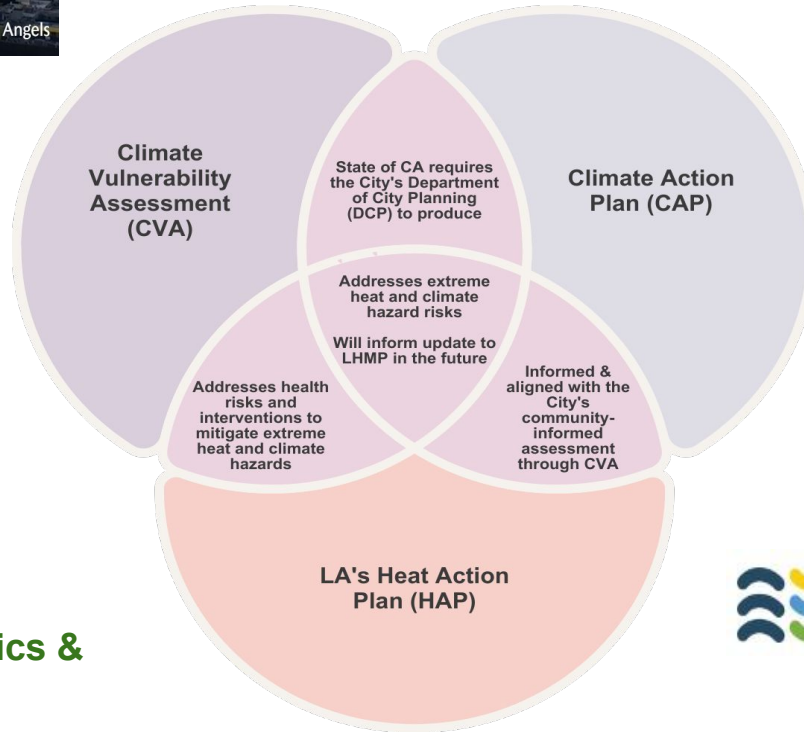 Angels
Climate
Vulnerability
Assessment
(CVA)
State of CA requires
the City's Department
of City Planning
(DCP) to produce
Climate Action
Plan (CAP)
Addresses extreme
heat and climate
hazard risks
Will inform update to
LHMP in the future
Addresses health
risks and
interventions to
mitigate extreme
heat and climate
hazards
Informed &
aligned with the
City's
community-
informed
assessment
through CVA
LA's Heat Action
Plan (HAP)
ics &